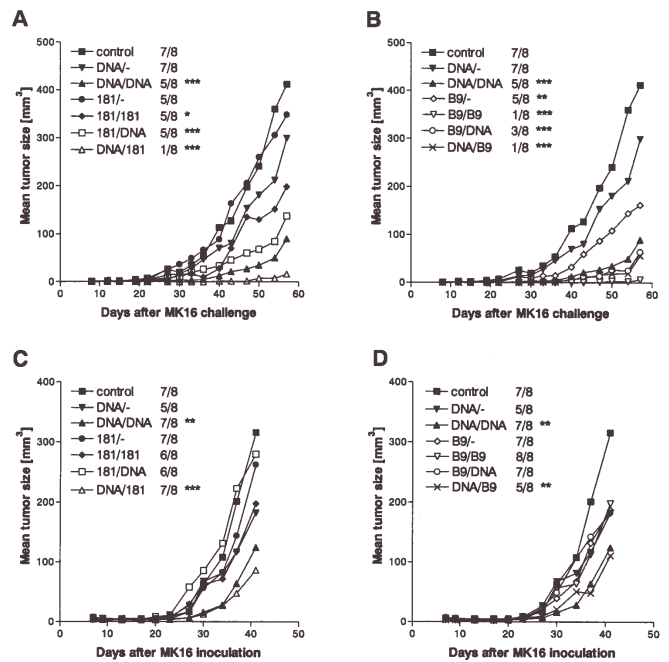 A
Mean tumor size [mm³]
500
400
300
200
100
0
control 7/8
DNA/- 7/8
DNA/DNA 5/8 ***
181/- 5/8
181/181 5/8 *
181/DNA 5/8 ***
DNA/181 1/8 ***
0 10 20 30 40 50 60
Days after MK16 challenge
B
Mean tumor size [mm³]
500
400
300
200
100
0
control 7/8
DNA/- 7/8
DNA/DNA 5/8 ***
B9/- 5/8 **
B9/B9 1/8 ***
B9/DNA 3/8 ***
DNA/B9 1/8 ***
0 10 20 30 40 50 60
Days after MK16 challenge
C
Mean tumor size [mm³]
400
300
200
100
0
control 7/8
DNA/- 5/8
DNA/DNA 7/8 **
181/- 7/8
181/181 6/8
181/DNA 6/8
DNA/181 7/8 ***
0 10 20 30 40 50
Days after MK16 inoculation
D
Mean tumor size [mm³]
400
300
200
100
0
control 7/8
DNA/- 5/8
DNA/DNA 7/8 **
B9/- 7/8
B9/B9 8/8
B9/DNA 7/8
DNA/B9 5/8 **
0 10 20 30 40 50
Days after MK16 inoculation